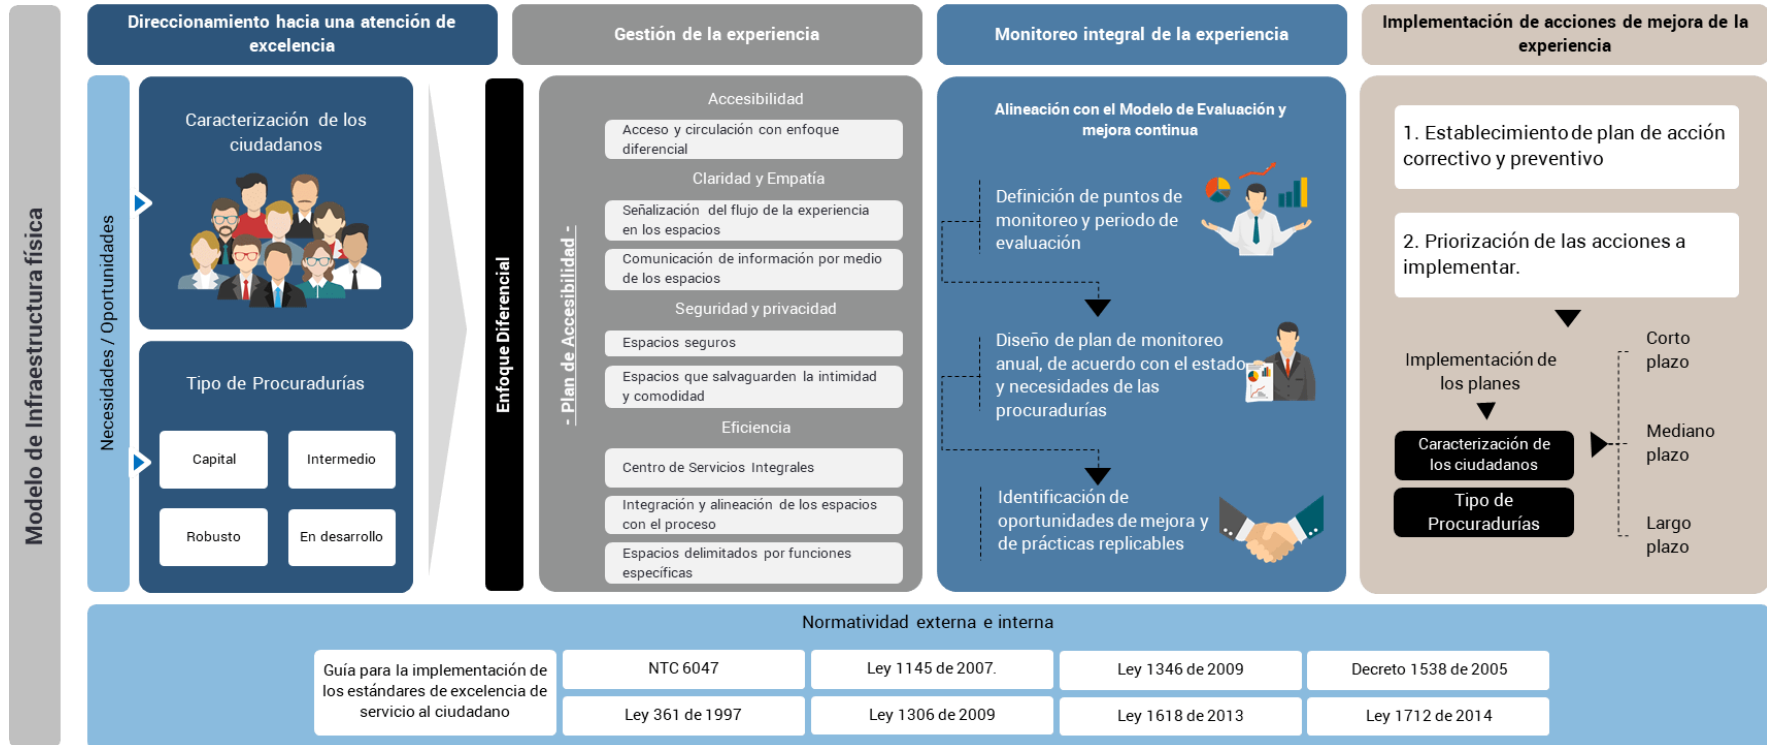 Modelo de Infraestructura física
Direccionamiento hacia una atención de
excelencia
Necesidades / Oportunidades
Caracterización de los
ciudadanos
Tipo de Procuradurías
Capital
Intermedio
Robusto
En desarrollo
Enfoque Diferencial
Gestión de la experiencia
- Plan de Accesibilidad -
Accesibilidad
Acceso y circulación con enfoque
diferencial
Claridad y Empatía
Señalización del flujo de la experiencia
en los espacios
Comunicación de información por medio
de los espacios
Seguridad y privacidad
Espacios seguros
Espacios que salvaguarden la intimidad
y comodidad
Eficiencia
Centro de Servicios Integrales
Integración y alineación de los espacios
con el proceso
Espacios delimitados por funciones
específicas
Monitoreo integral de la experiencia
Alineación con el Modelo de Evaluación y
mejora continua
Definición de puntos de
monitoreo y periodo de
evaluación
Diseño de plan de monitoreo
anual, de acuerdo con el estado
y necesidades de las
procuradurías
Identificación de
oportunidades de mejora y
de prácticas replicables
Implementación de acciones de mejora de la
experiencia
1. Establecimiento de plan de acción
correctivo y preventivo
2. Priorización de las acciones a
implementar.
Implementación de
los planes
Caracterización de
los ciudadanos
Tipo de
Procuradurías
Corto
plazo
Mediano
plazo
Largo
plazo
Normatividad externa e interna
Guía para la implementación de
los estándares de excelencia de
servicio al ciudadano
NTC 6047
Ley 1145 de 2007.
Ley 1346 de 2009
Decreto 1538 de 2005
Ley 361 de 1997
Ley 1306 de 2009
Ley 1618 de 2013
Ley 1712 de 2014